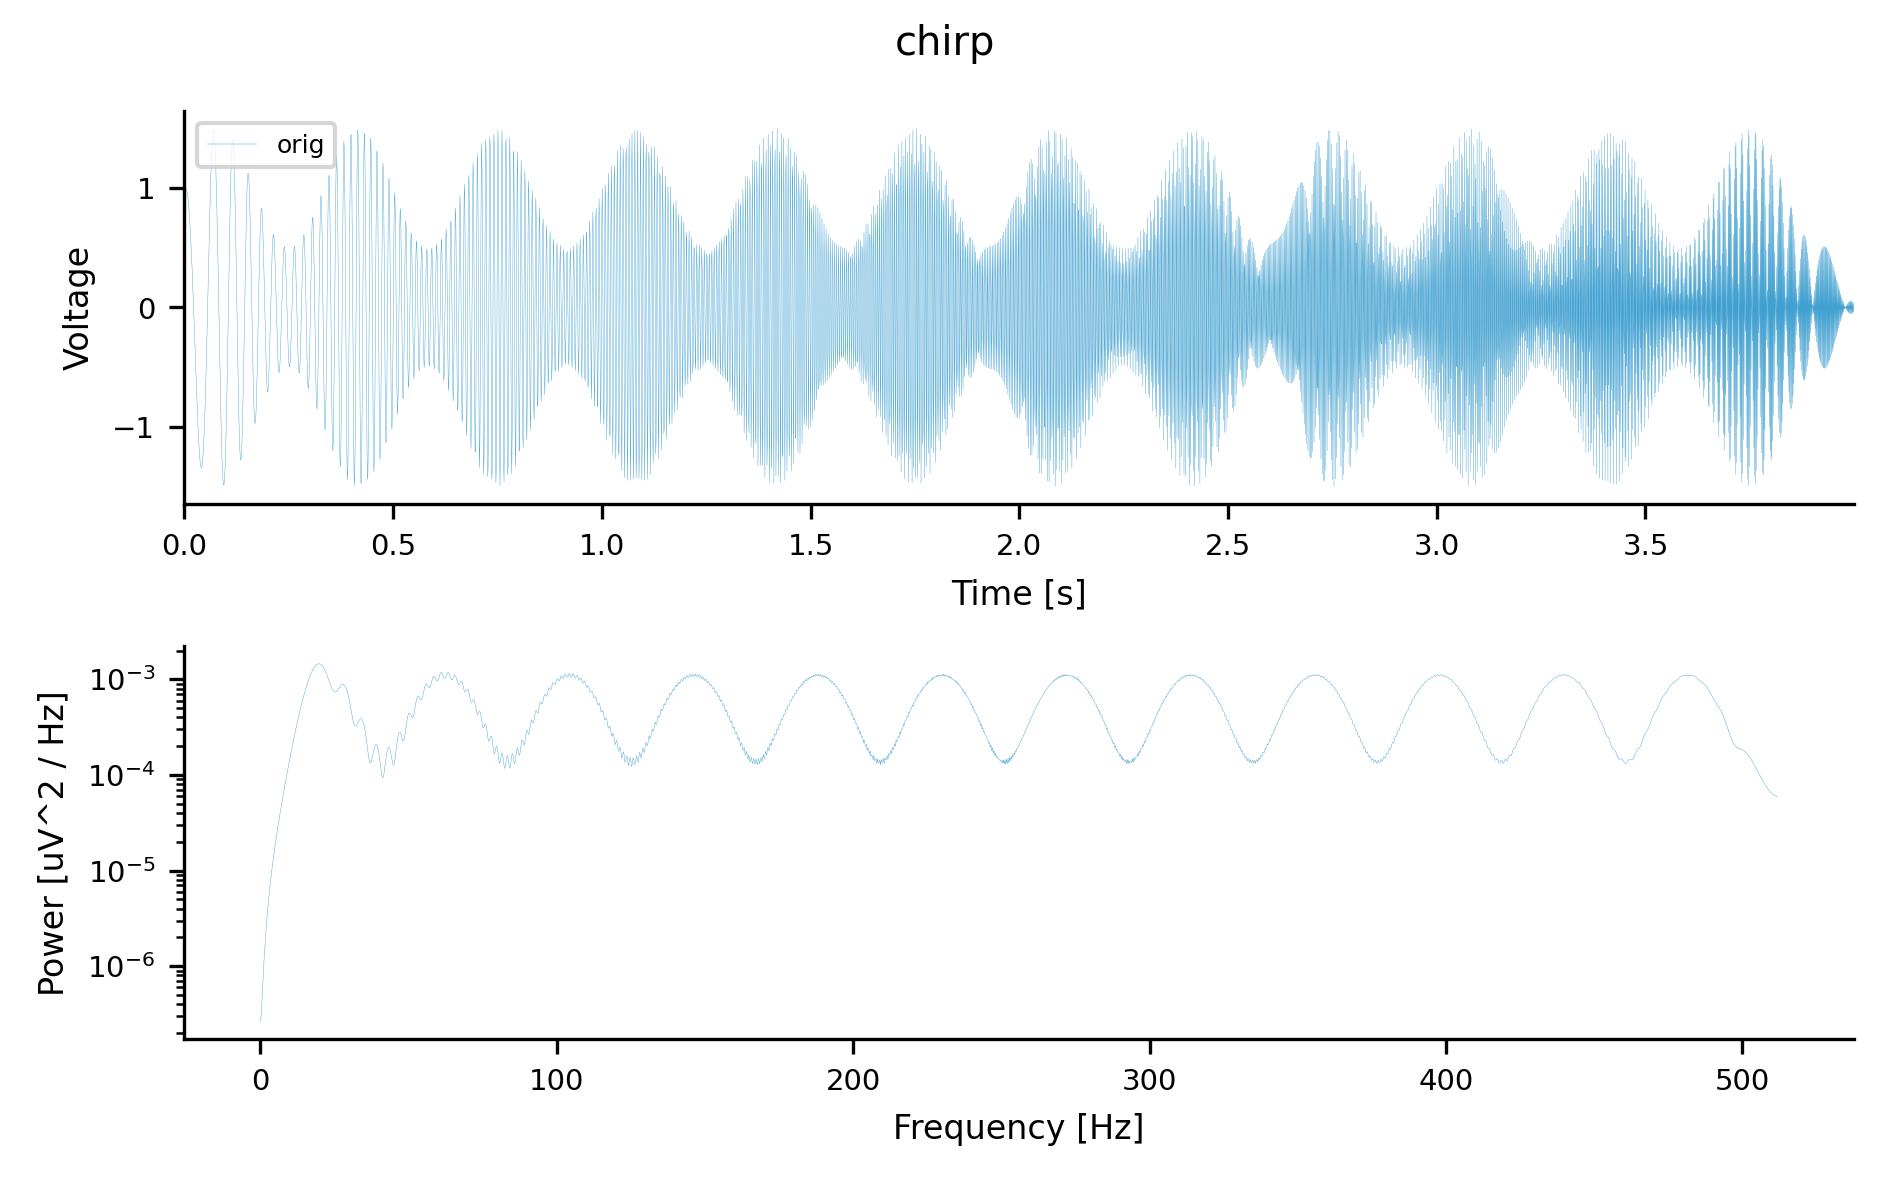 chirp
orig
Voltage
1
0
−1
0.0 0.5 1.0 1.5 2.0 2.5 3.0 3.5
Time [s]
Power [uV^2 / Hz]
10⁻³
10⁻⁴
10⁻⁵
10⁻⁶
0 100 200 300 400 500
Frequency [Hz]